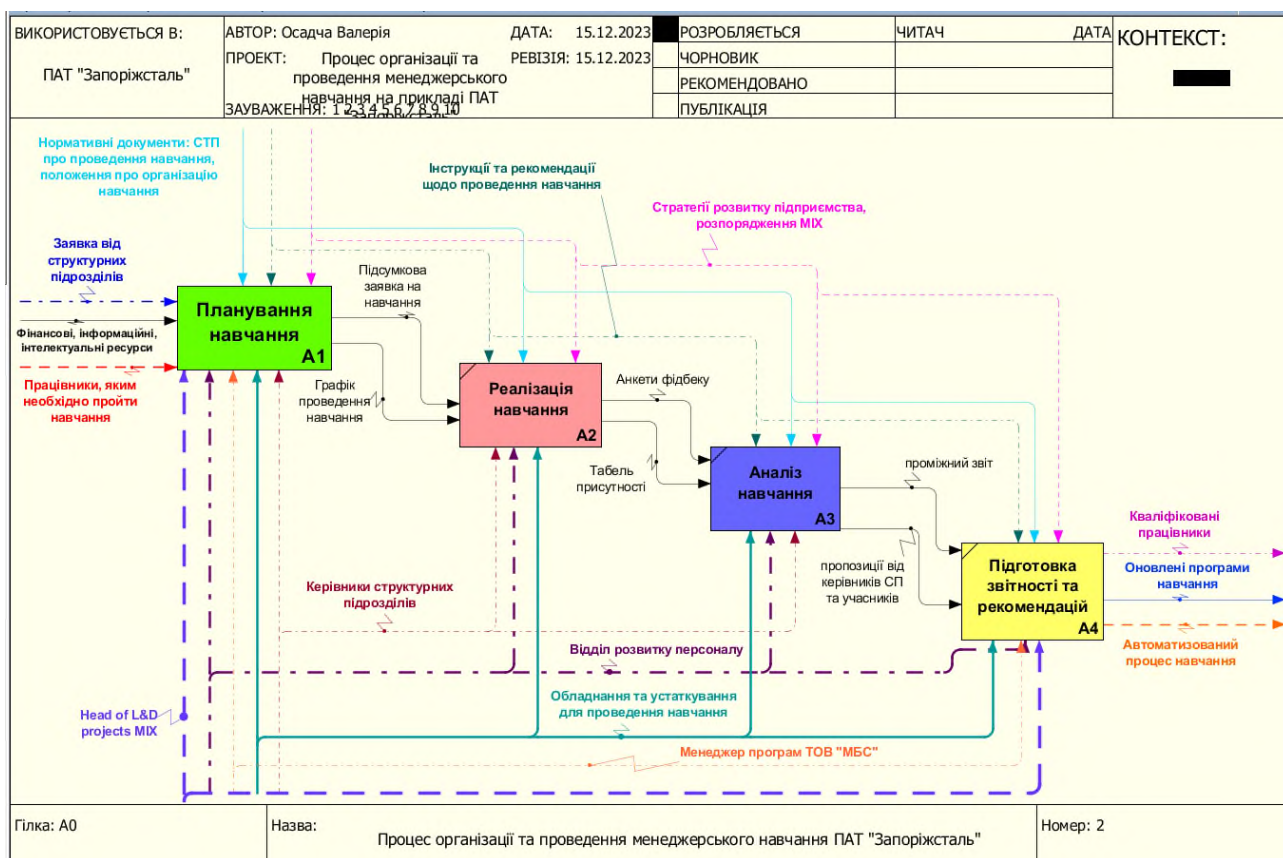 ВИКОРИСТОВУЄТЬСЯ В:
ПАТ "Запоріжсталь"
АВТОР: Осадча Валерія
ДАТА: 15.12.2023
ПРОЕКТ: Процес організації та
проведення менеджерського
навчання на прикладі ПАТ
"Запоріжсталь"
РЕВІЗІЯ: 15.12.2023
ЗАУВАЖЕННЯ: 1 2 3 4 5 6 7 8 9 10
РОЗРОБЛЯЄТЬСЯ
ЧОРНОВИК
РЕКОМЕНДОВАНО
ПУБЛІКАЦІЯ
ЧИТАЧ
ДАТА
КОНТЕКСТ:
Нормативні документи: СТП
про проведення навчання,
положення про організацію
навчання
Інструкції та рекомендації
щодо проведення навчання
Стратегії розвитку підприємства,
розпорядження МІХ
Заявка від
структурних
підрозділів
Фінансові, інформаційні,
інтелектуальні ресурси
Працівники, яким
необхідно пройти
навчання
Планування
навчання
A1
Підсумкова
заявка на
навчання
Графік
проведення
навчання
Реалізація
навчання
A2
Анкети фідбеку
Табель
присутності
Аналіз
навчання
A3
проміжний звіт
пропозиції від
керівників СП
та учасників
Підготовка
звітності та
рекомендацій
A4
Кваліфіковані
працівники
Оновлені програми
навчання
Автоматизований
процес навчання
Керівники структурних
підрозділів
Відділ розвитку персоналу
Обладнання та устаткування
для проведення навчання
Head of L&D
projects MIX
Менеджер програм ТОВ "МБС"
Гілка: A0
Назва:
Процес організації та проведення менеджерського навчання ПАТ "Запоріжсталь"
Номер: 2